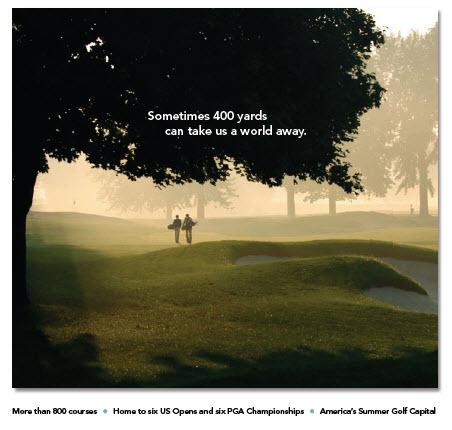 Sometimes 400 yards
can take us a world away.
More than 800 courses • Home to six US Opens and six PGA Championships • America's Summer Golf Capital